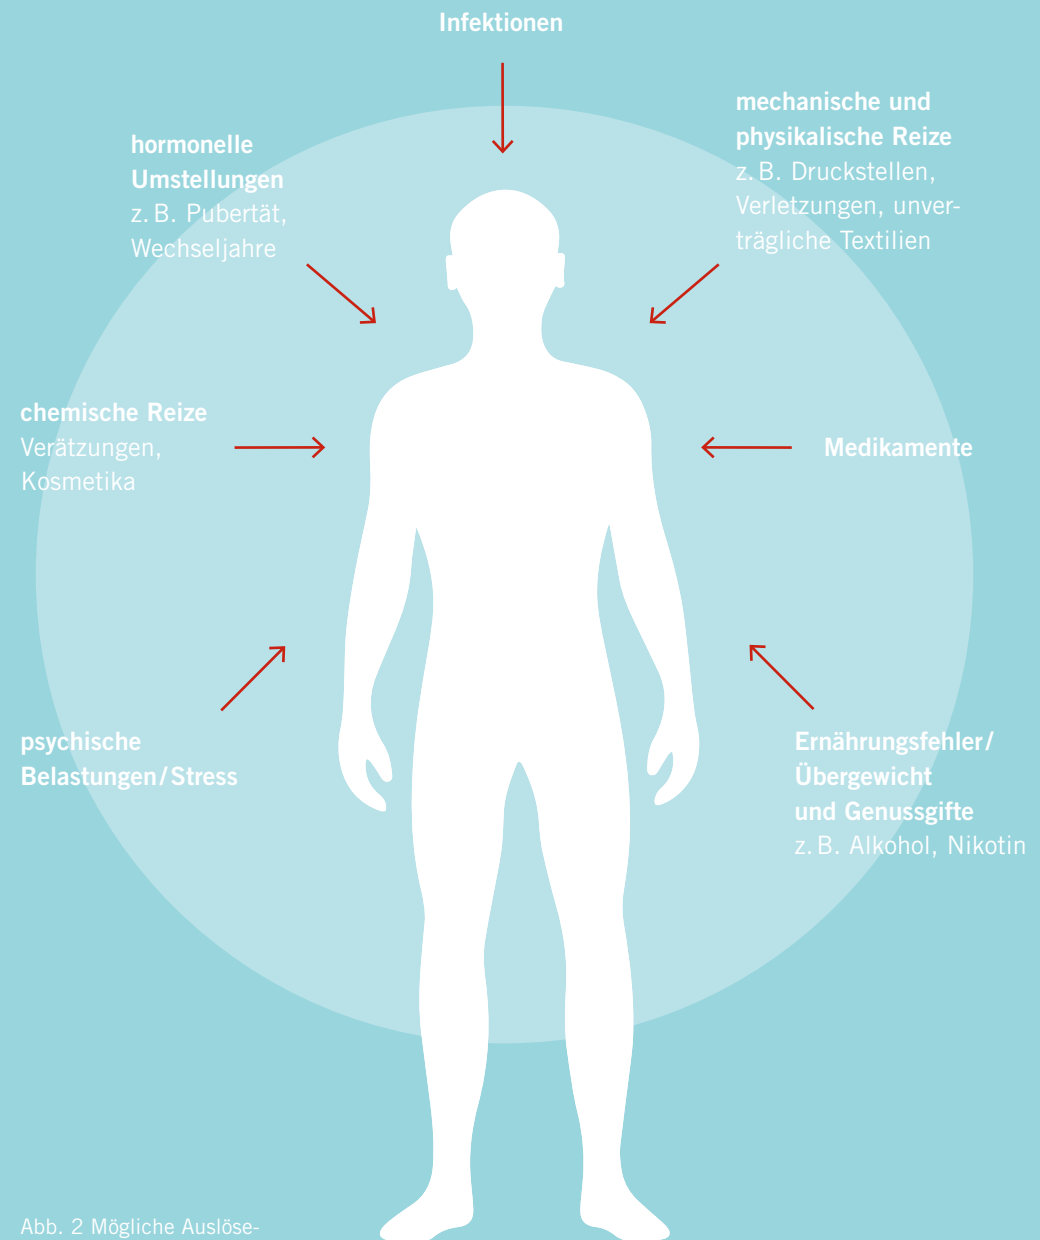 Infektionen
mechanische und
physikalische Reize
z. B. Druckstellen,
Verletzungen, unver-
trägliche Textilien
hormonelle
Umstellungen
z. B. Pubertät,
Wechseljahre
chemische Reize
Verätzungen,
Kosmetika
Medikamente
psychische
Belastungen/Stress
Ernährungsfehler/
Übergewicht
und Genussgifte
z. B. Alkohol, Nikotin
Abb. 2 Mögliche Auslöse-